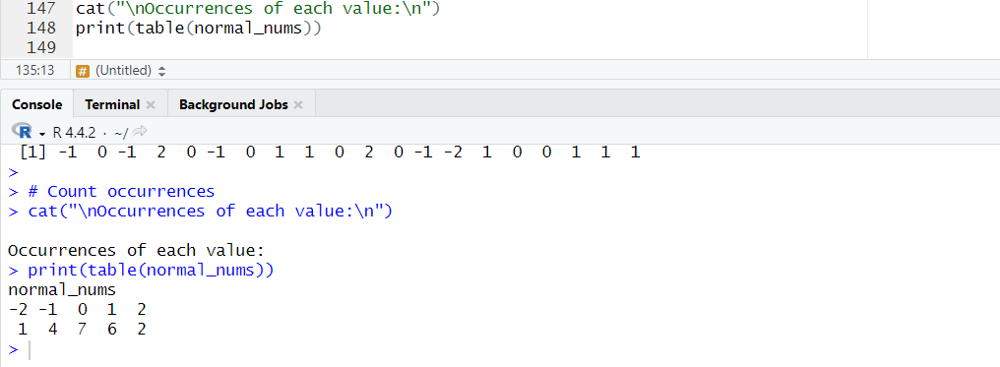 147 cat("\nOccurrences of each value:\n")
148 print(table(normal_nums))
149
135:13 # (Untitled)
Console Terminal Background Jobs
R R 4.4.2 · ~/
[1] -1 0 -1 2 0 -1 0 1 1 0 2 0 -1 -2 1 0 0 1 1 1
>
> # Count occurrences
> cat("\nOccurrences of each value:\n")
Occurrences of each value:
> print(table(normal_nums))
normal_nums
-2 -1 0 1 2
1 4 7 6 2
>